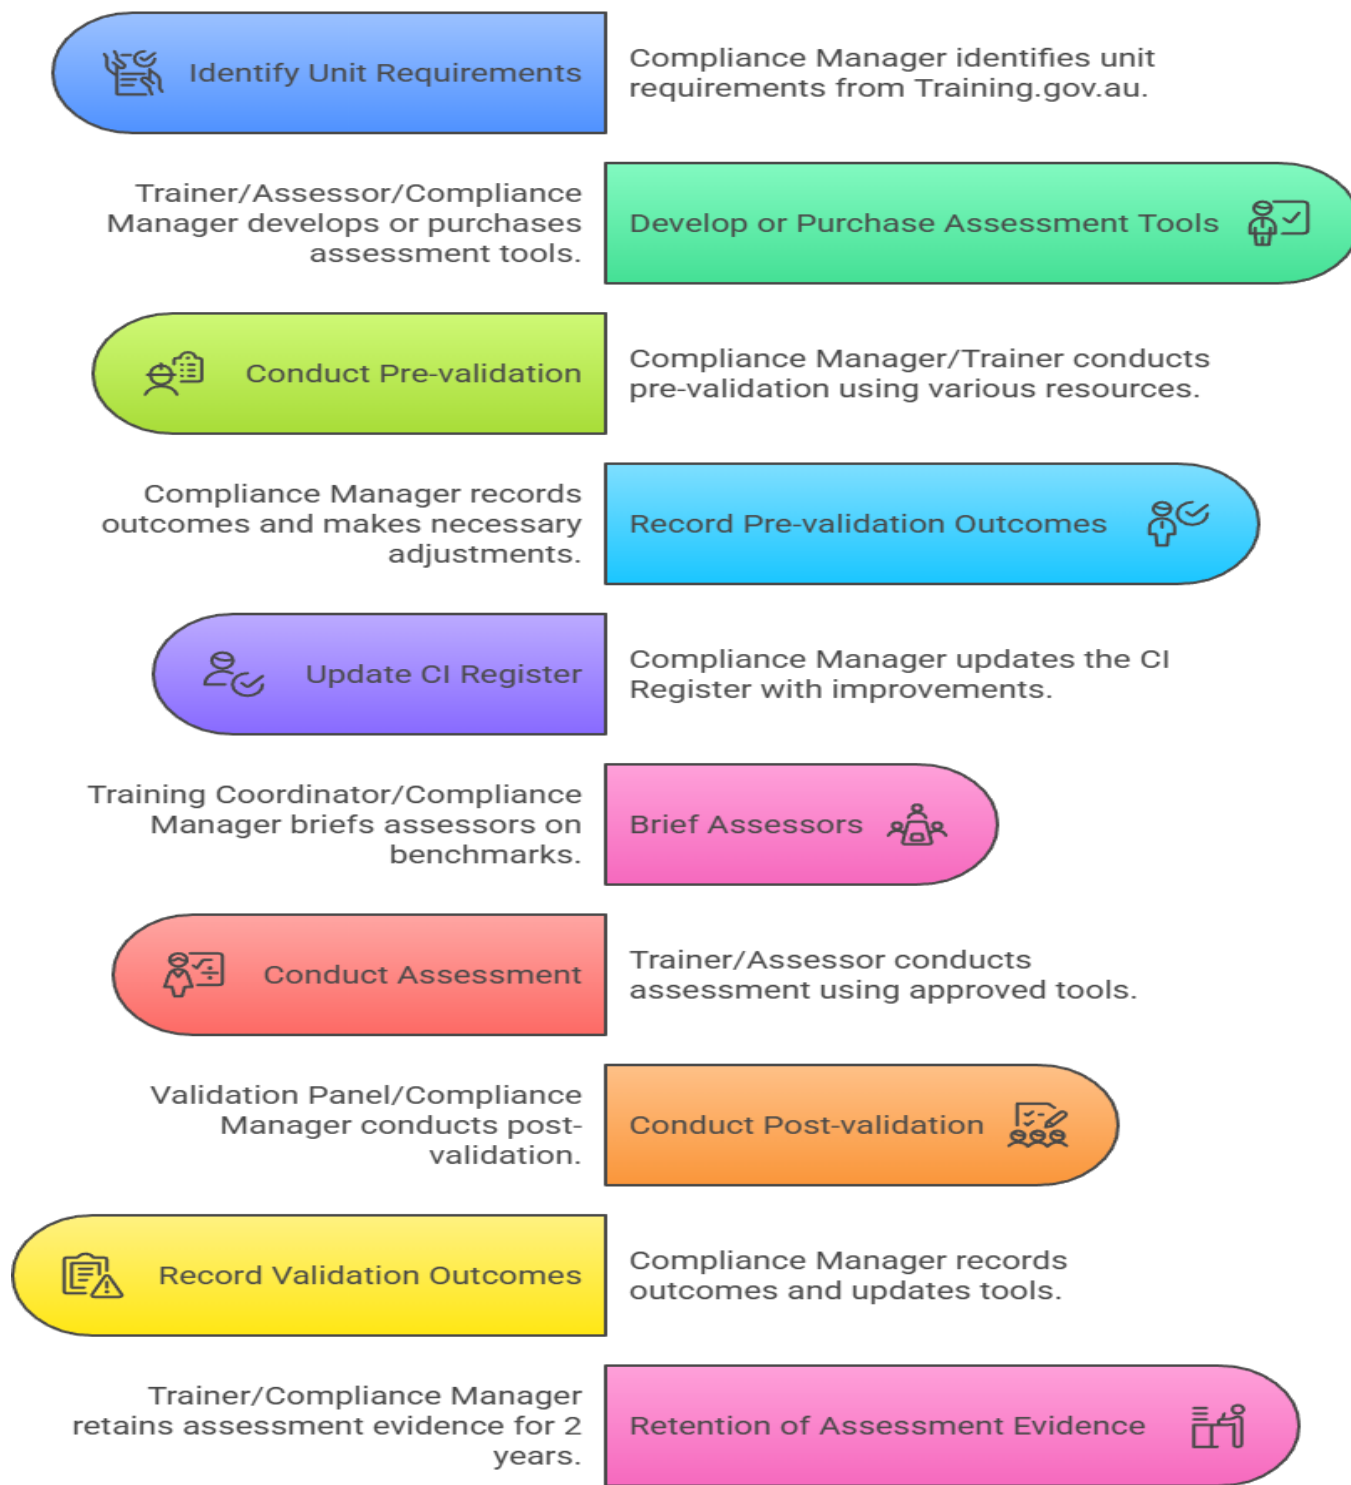 Identify Unit Requirements
Compliance Manager identifies unit
requirements from Training.gov.au.
Trainer/Assessor/Compliance
Manager develops or purchases
assessment tools.
Develop or Purchase Assessment Tools
Conduct Pre-validation
Compliance Manager/Trainer conducts
pre-validation using various resources.
Compliance Manager records
outcomes and makes necessary
adjustments.
Record Pre-validation Outcomes
Update CI Register
Compliance Manager updates the CI
Register with improvements.
Training Coordinator/Compliance
Manager briefs assessors on
benchmarks.
Brief Assessors
Conduct Assessment
Trainer/Assessor conducts
assessment using approved tools.
Validation Panel/Compliance
Manager conducts post-
validation.
Conduct Post-validation
Record Validation Outcomes
Compliance Manager records
outcomes and updates tools.
Trainer/Compliance Manager
retains assessment evidence for 2
years.
Retention of Assessment Evidence